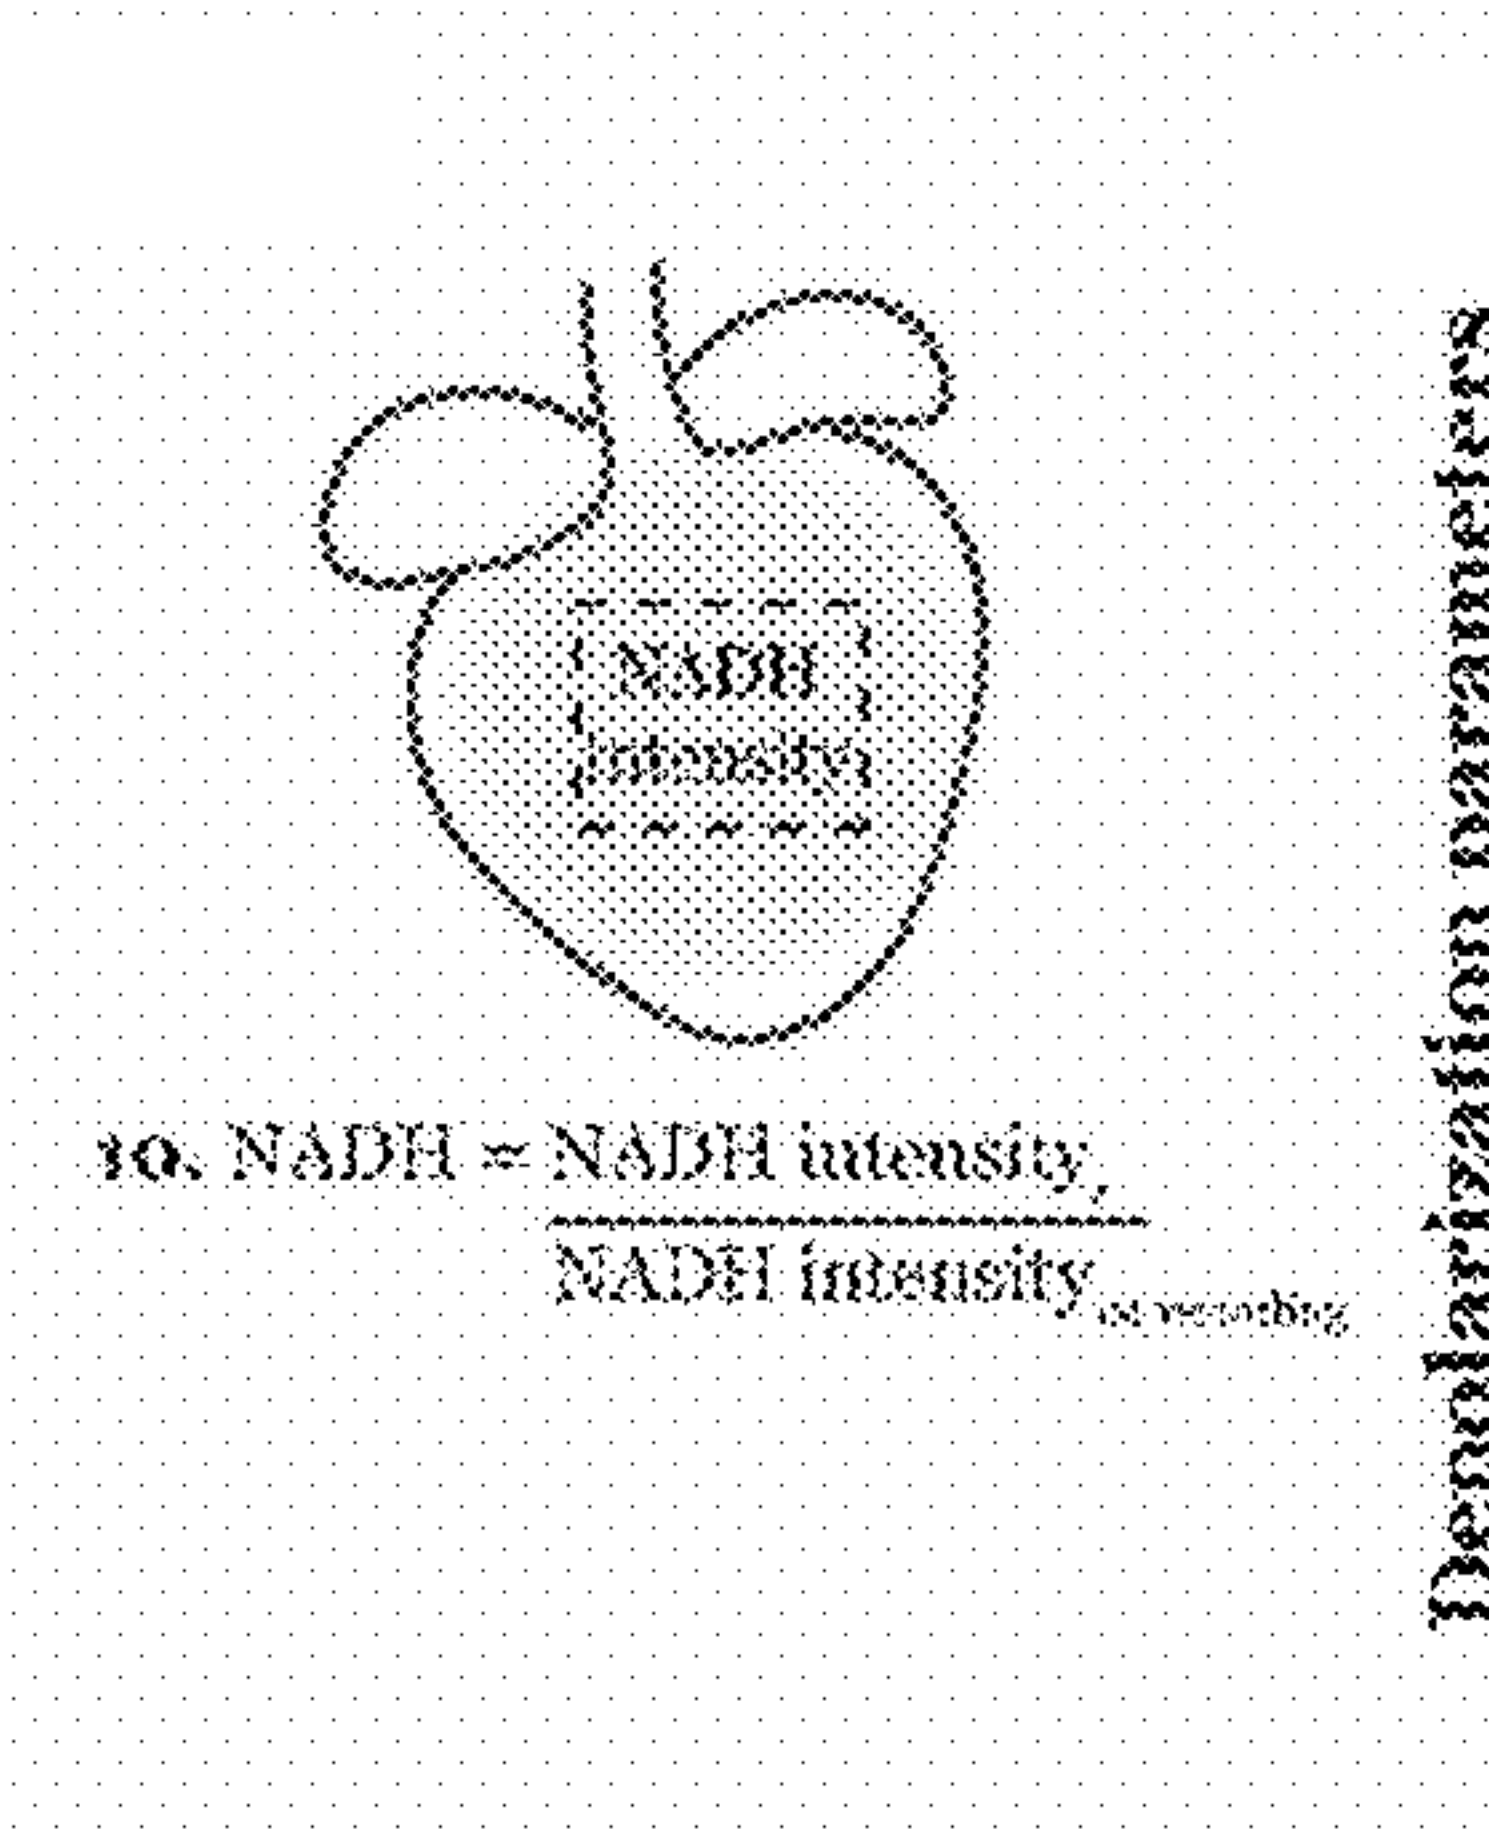 NADH
intensity
10. NADH = NADH intensity,
NADH intensity
Depolarization parameters